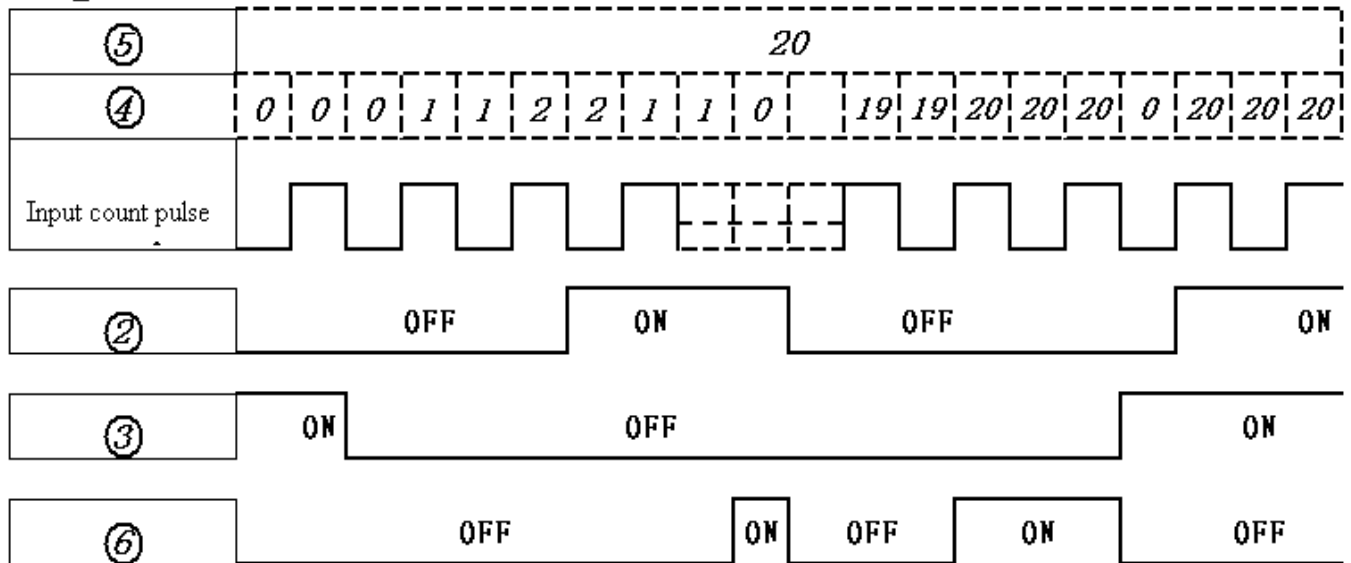 ⑤ 20
④ 0 0 0 1 1 2 2 1 1 0 19 19 20 20 20 0 20 20 20
Input count pulse
② OFF ON OFF ON
③ ON OFF ON
⑥ OFF ON OFF ON OFF